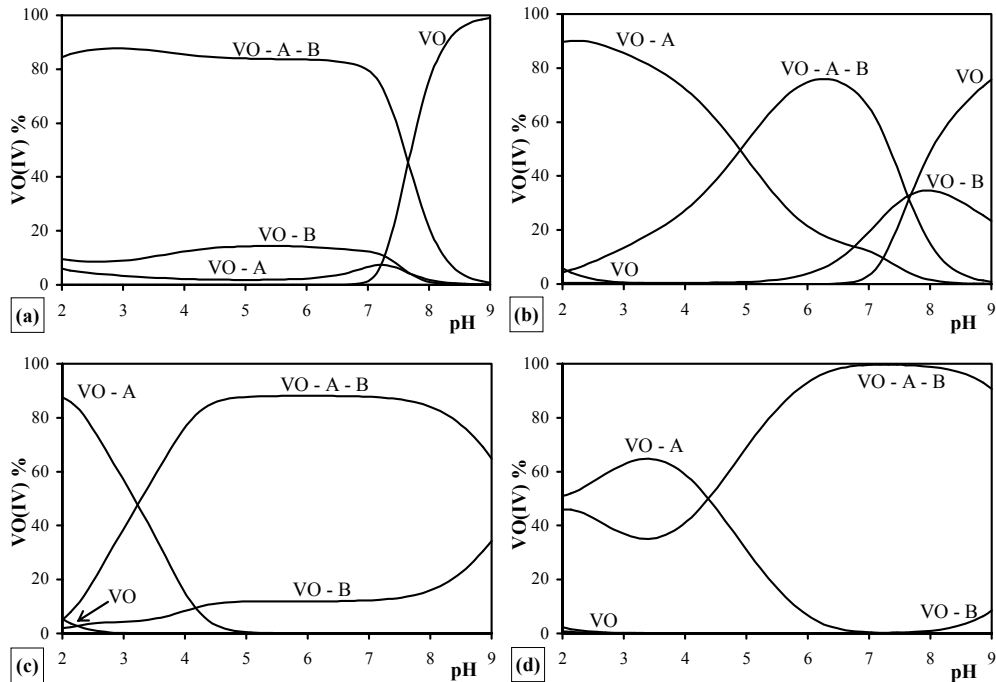 100
80
60
40
20
0
VO(IV) %
VO
VO - A - B
VO - B
VO - A
(a)
2 3 4 5 6 7 8 9
pH
100
80
60
40
20
0
VO(IV) %
VO - A
VO - A - B
VO
VO - B
VO
(b)
2 3 4 5 6 7 8 9
pH
100
80
60
40
20
0
VO(IV) %
VO - A
VO - A - B
VO
VO - B
(c)
2 3 4 5 6 7 8 9
pH
100
80
60
40
20
0
VO(IV) %
VO - A - B
VO - A
VO
VO - B
(d)
2 3 4 5 6 7 8 9
pH